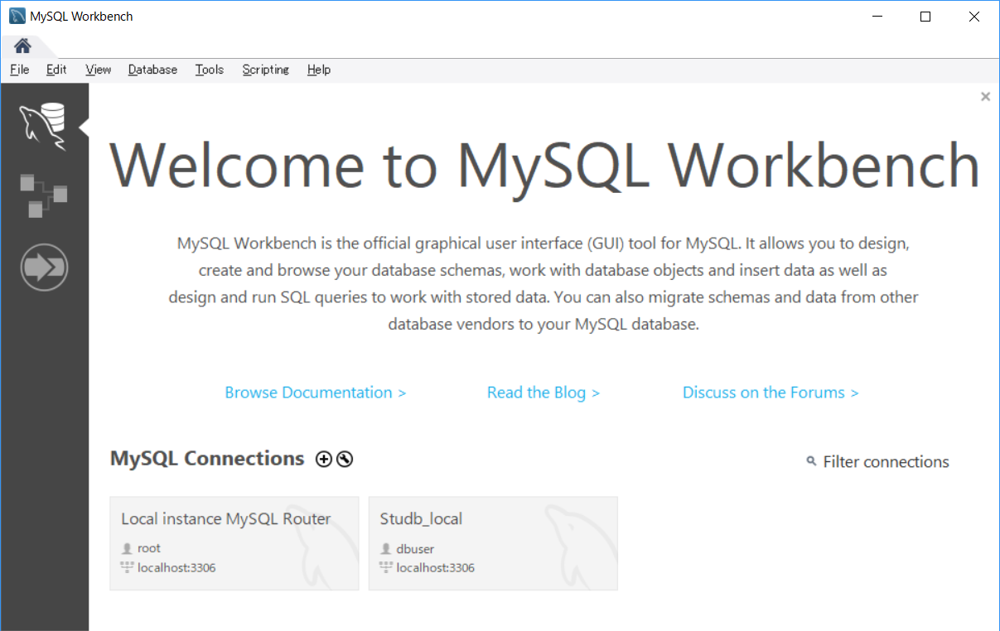 MySQL Workbench
File Edit View Database Tools Scripting Help
Welcome to MySQL Workbench
MySQL Workbench is the official graphical user interface (GUI) tool for MySQL. It allows you to design,
create and browse your database schemas, work with database objects and insert data as well as
design and run SQL queries to work with stored data. You can also migrate schemas and data from other
database vendors to your MySQL database.
Browse Documentation > Read the Blog > Discuss on the Forums >
MySQL Connections
Filter connections
Local instance MySQL Router
root
localhost:3306
Studb_local
dbuser
localhost:3306